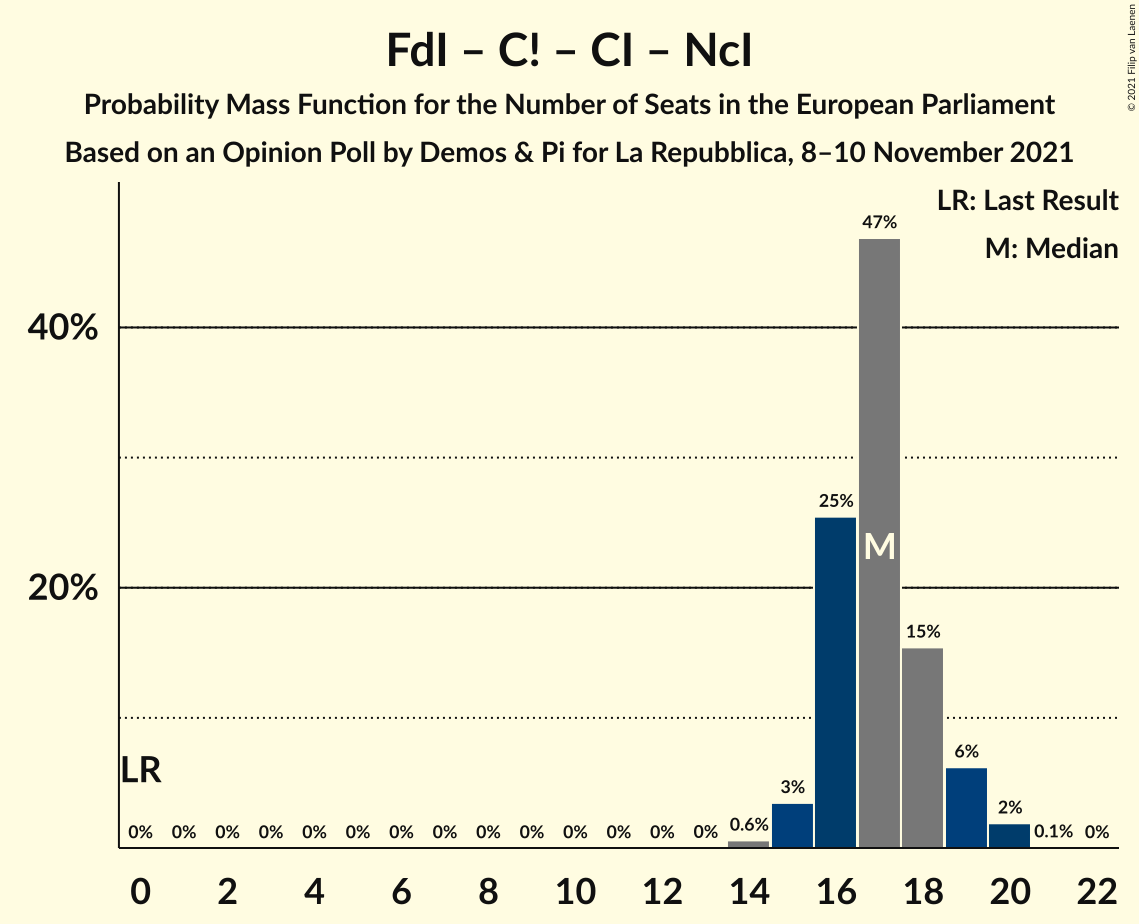 FdI – C! – CI – NcI
Probability Mass Function for the Number of Seats in the European Parliament
Based on an Opinion Poll by Demos & Pi for La Repubblica, 8–10 November 2021
© 2021 Filip van Laenen
LR: Last Result
M: Median
47%
40%
25%
M
20%
15%
LR
6%
3%
2%
0% 0% 0% 0% 0% 0% 0% 0% 0% 0% 0% 0% 0% 0% 0.6% 0.1% 0%
0 2 4 6 8 10 12 14 16 18 20 22